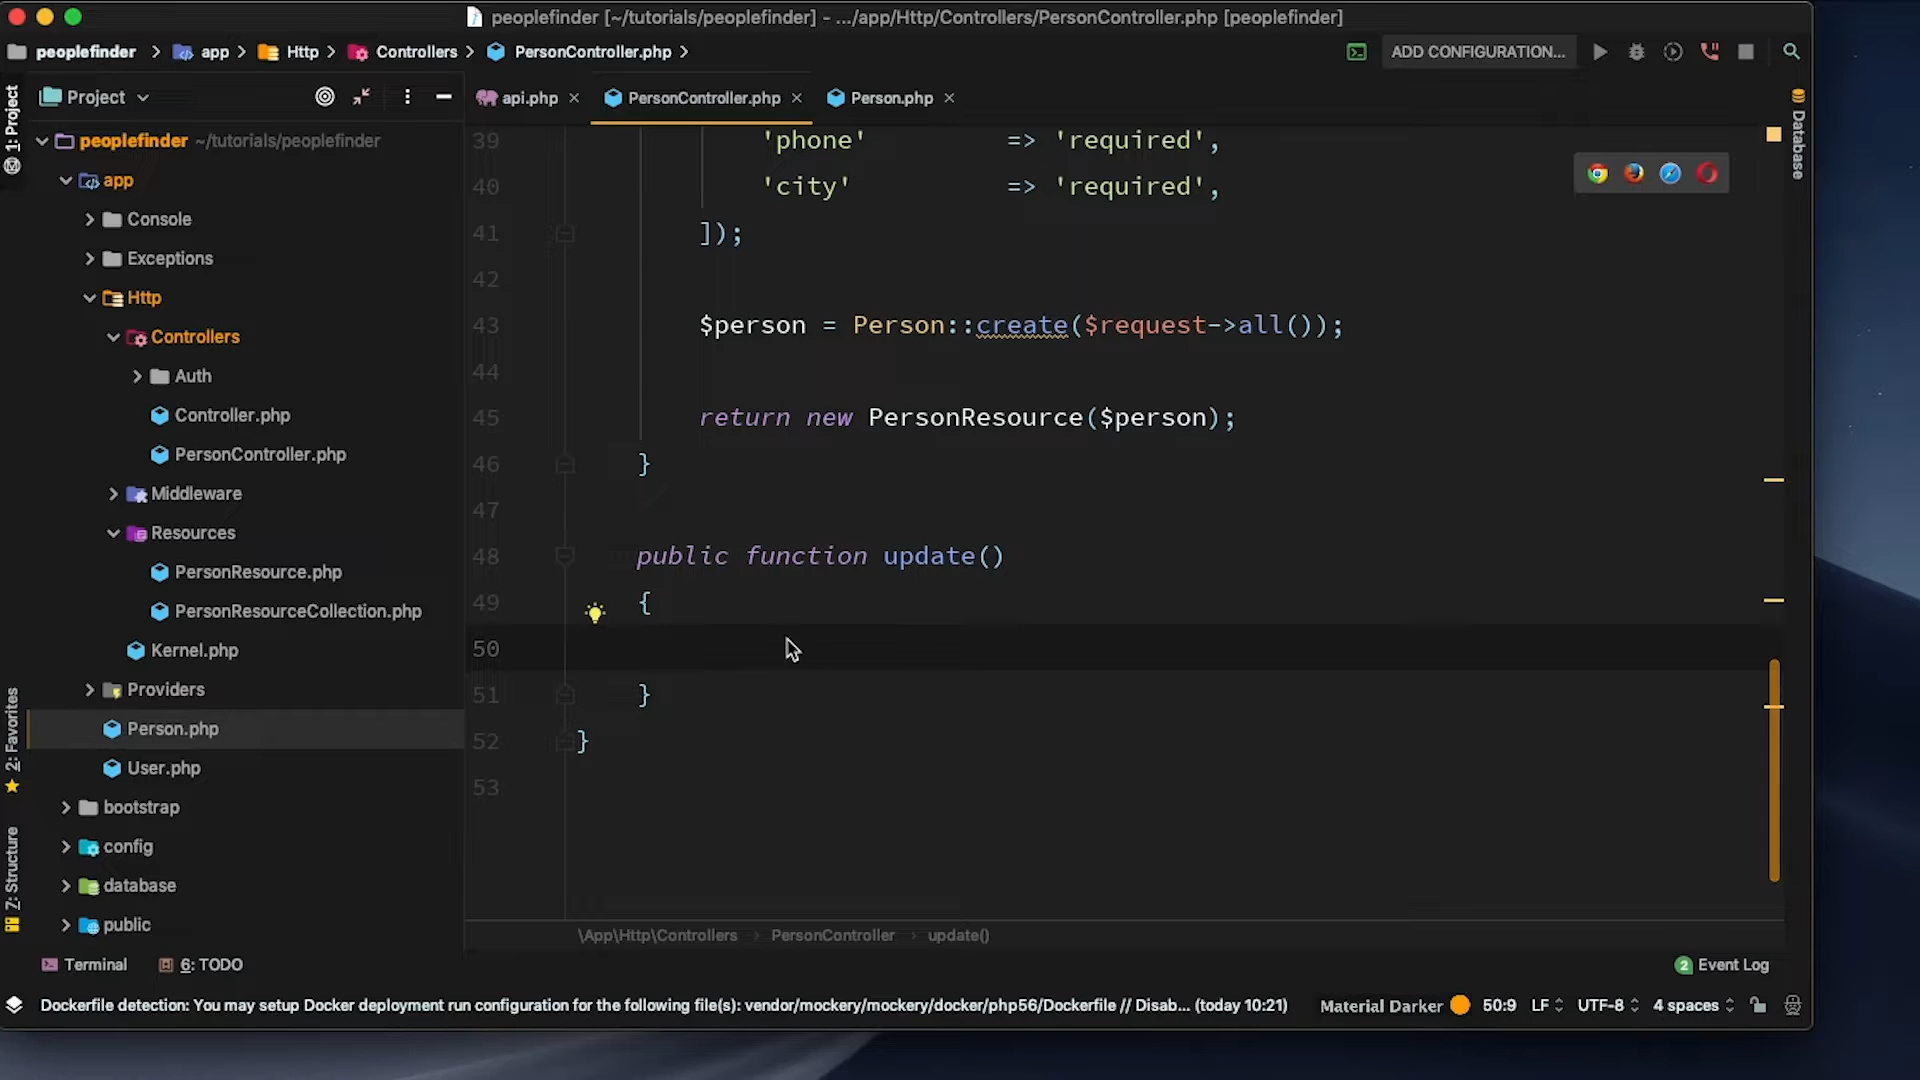 peoplefinder [~/tutorials/peoplefinder] - .../app/Http/Controllers/PersonController.php [peoplefinder]
peoplefinder app Http Controllers PersonController.php
ADD CONFIGURATION...
1: Project
Project
api.php
PersonController.php
Person.php
Database
peoplefinder ~/tutorials/peoplefinder
app
Console
Exceptions
Http
Controllers
Auth
Controller.php
PersonController.php
Middleware
Resources
PersonResource.php
PersonResourceCollection.php
Kernel.php
Providers
Person.php
User.php
bootstrap
config
database
public
2: Favorites
7: Structure
39 'phone' => 'required',
40 'city' => 'required',
41 ]);
42
43 $person = Person::create($request->all());
44
45 return new PersonResource($person);
46 }
47
48 public function update()
49 {
50
51 }
52 }
53
\App\Http\Controllers PersonController update()
Terminal
6: TODO
2 Event Log
Dockerfile detection: You may setup Docker deployment run configuration for the following file(s): vendor/mockery/mockery/docker/php56/Dockerfile // Disab... (today 10:21)
Material Darker 50:9 LF UTF-8 4 spaces